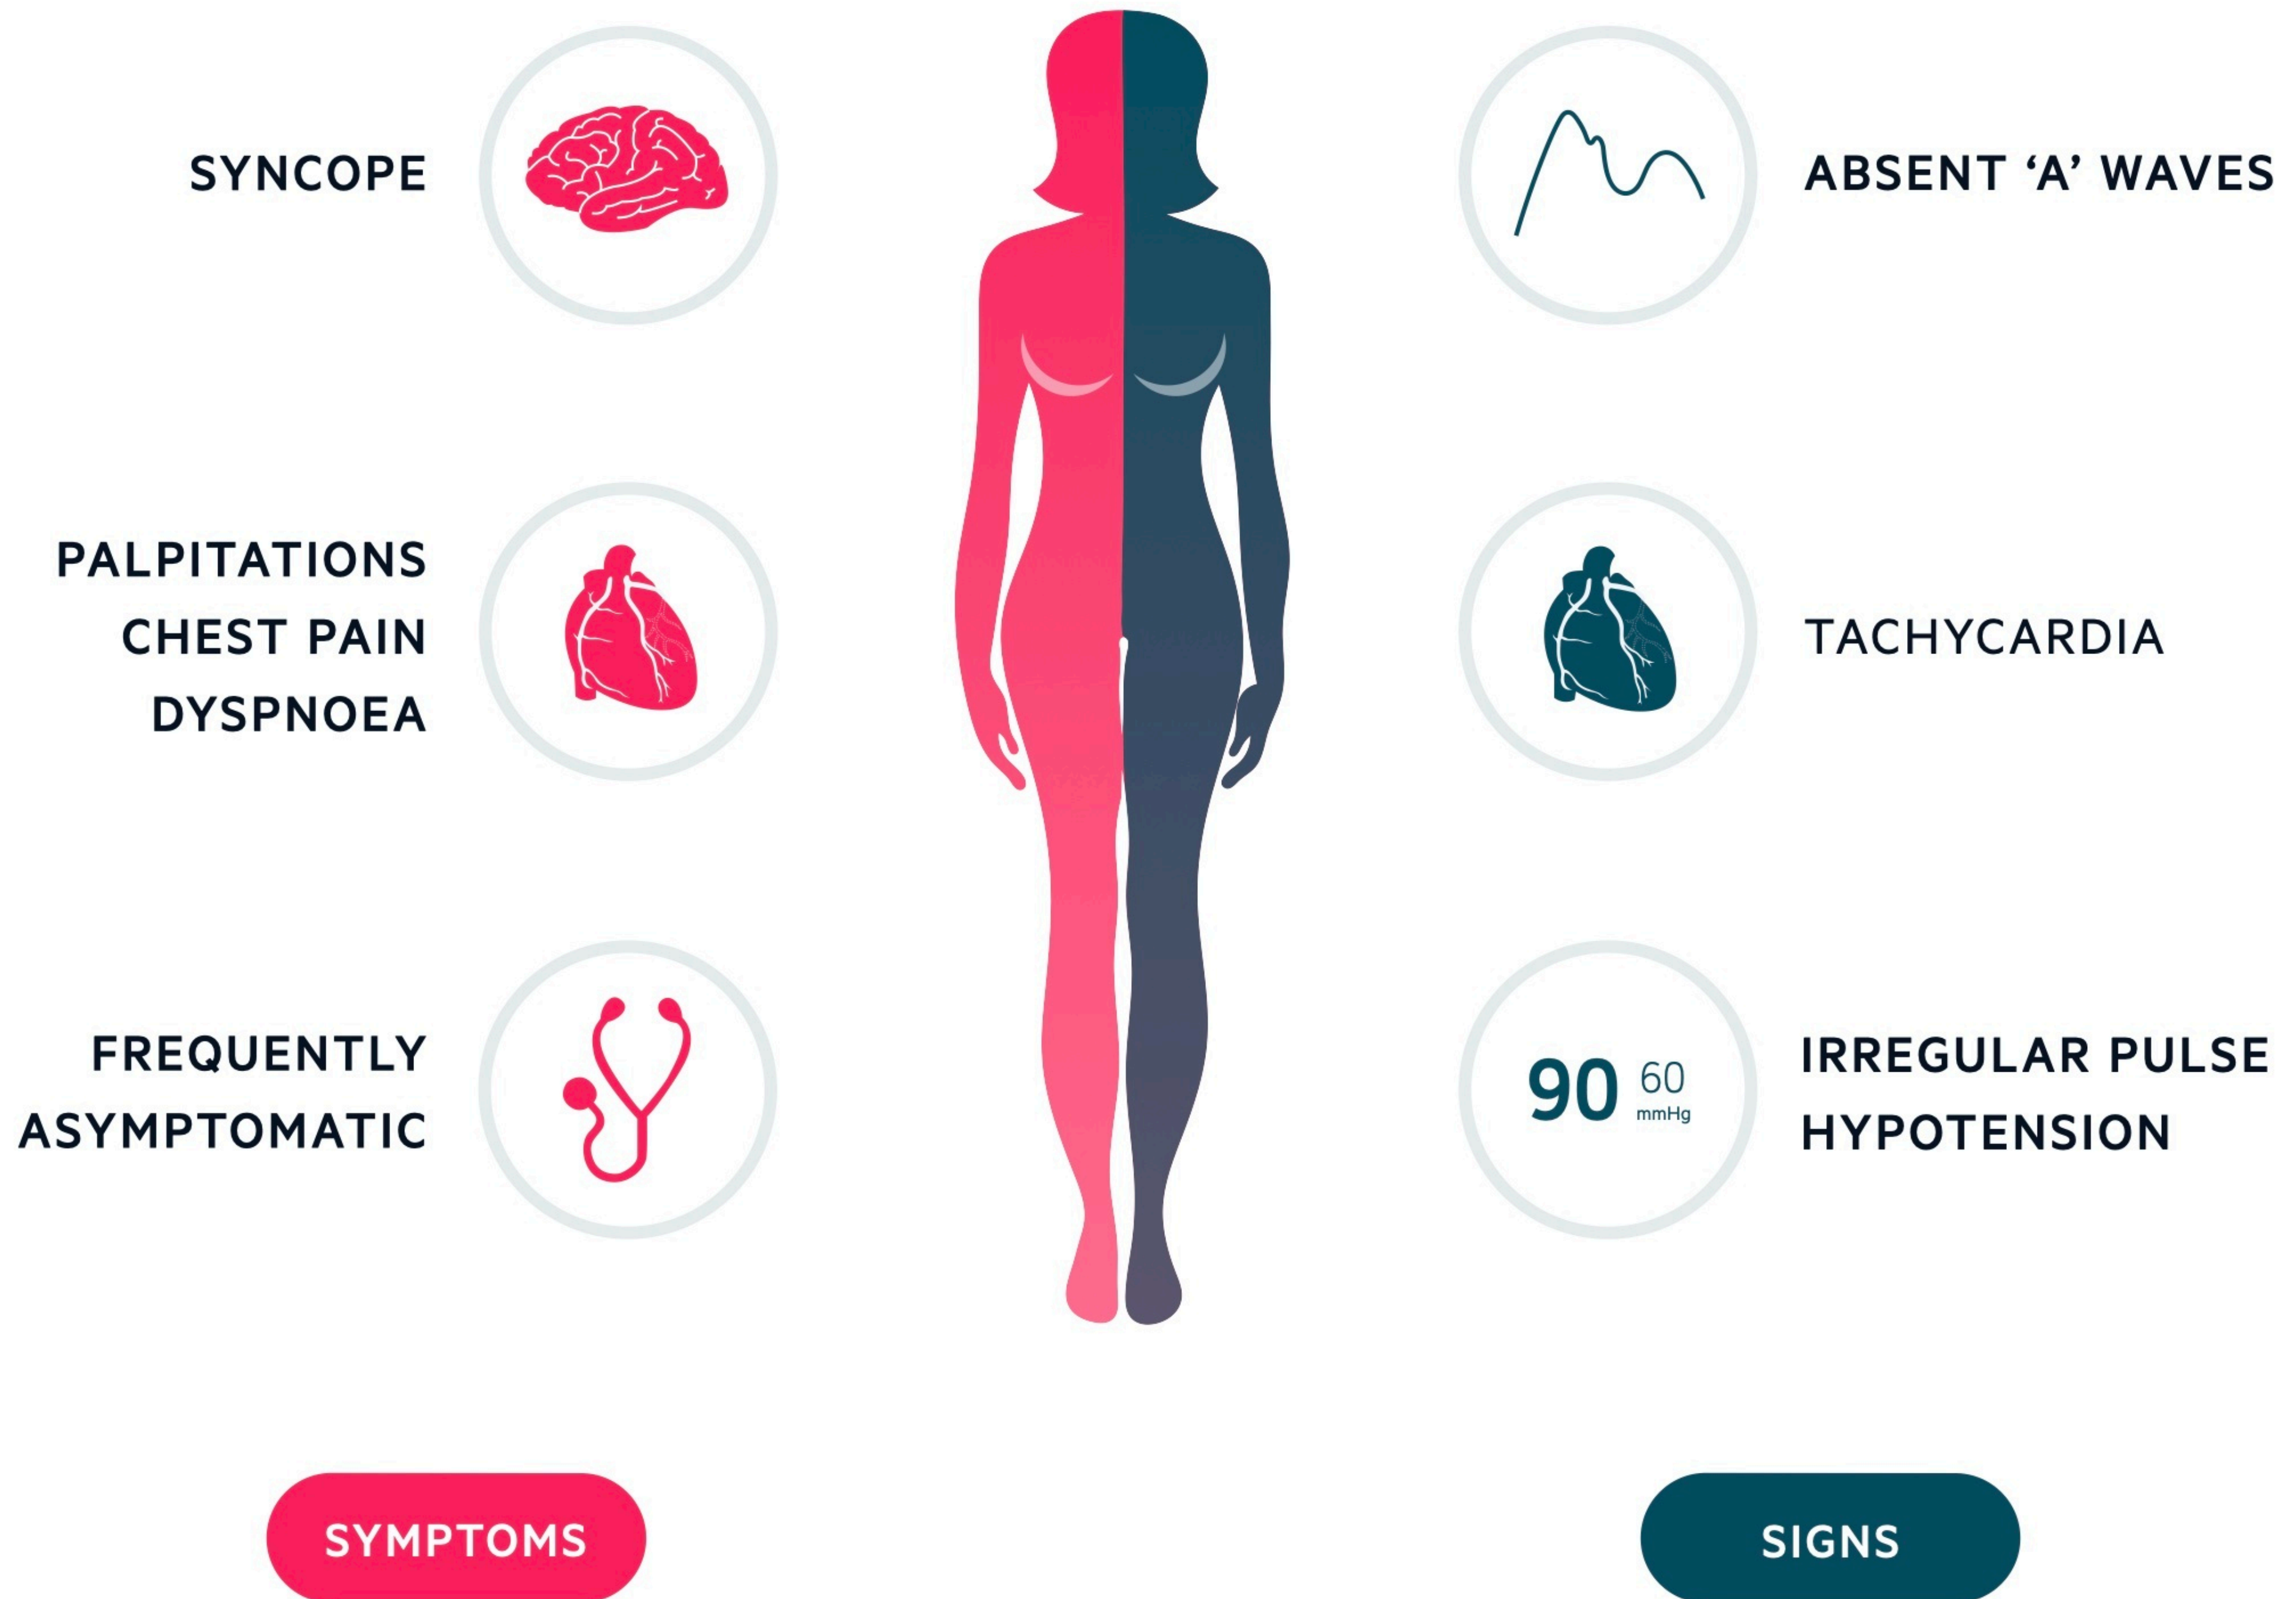 SYNCOPE
PALPITATIONS
CHEST PAIN
DYSPNOEA
FREQUENTLY
ASYMPTOMATIC
SYMPTOMS
ABSENT ‘A’ WAVES
TACHYCARDIA
90 60
mmHg
IRREGULAR PULSE
HYPOTENSION
SIGNS